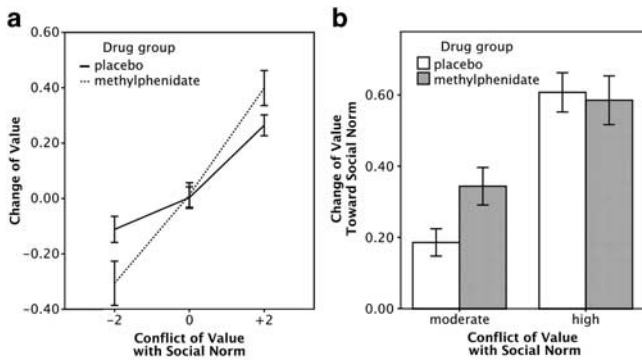 a
Drug group
placebo
methylphenidate
Change of Value
0.60
0.40
0.20
0.00
-0.20
-0.40
-2
0
+2
Conflict of Value
with Social Norm
b
Drug group
placebo
methylphenidate
Change of Value
Toward Social Norm
0.60
0.40
0.20
0.00
moderate
high
Conflict of Value
with Social Norm